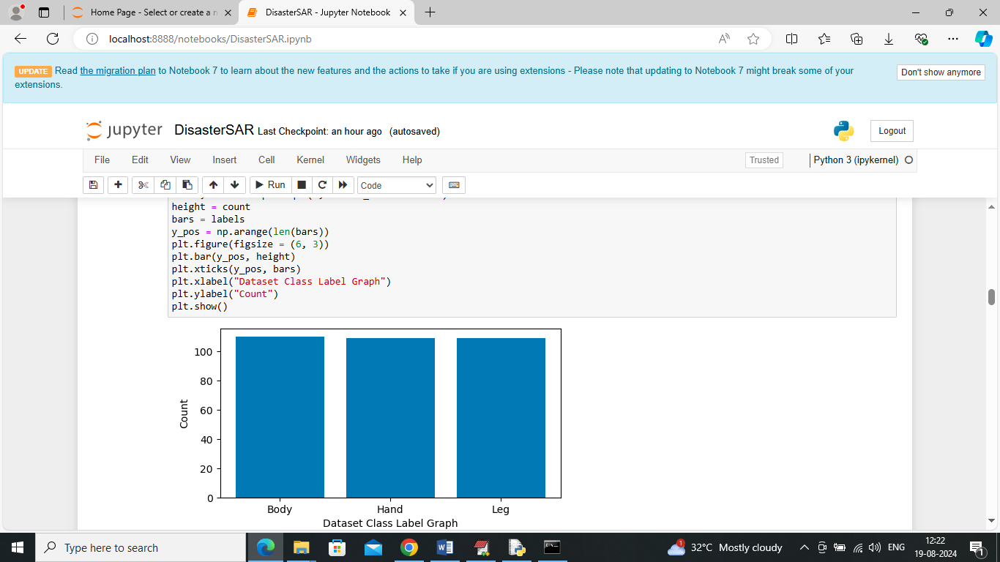 Home Page - Select or create a n
DisasterSAR - Jupyter Notebook
localhost:8888/notebooks/DisasterSAR.ipynb
UPDATE Read the migration plan to Notebook 7 to learn about the new features and the actions to take if you are using extensions - Please note that updating to Notebook 7 might break some of your
extensions.
Don't show anymore
jupyter DisasterSAR Last Checkpoint: an hour ago (autosaved)
Logout
File Edit View Insert Cell Kernel Widgets Help
Trusted
Python 3 (ipykernel)
Run
Code
height = count
bars = labels
y_pos = np.arange(len(bars))
plt.figure(figsize = (6, 3))
plt.bar(y_pos, height)
plt.xticks(y_pos, bars)
plt.xlabel("Dataset Class Label Graph")
plt.ylabel("Count")
plt.show()
100
80
60
40
20
0
Count
Body Hand Leg
Dataset Class Label Graph
Type here to search
1
32°C Mostly cloudy
ENG
12:22
19-08-2024
1